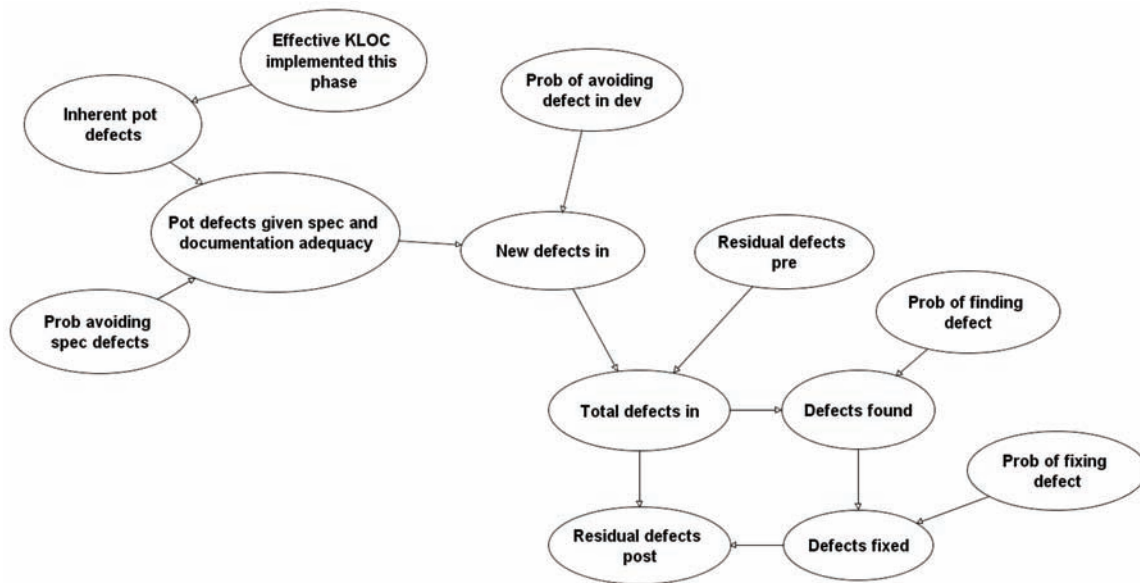 Effective KLOC
implemented this
phase
Inherent pot
defects
Prob of avoiding
defect in dev
Pot defects given spec and
documentation adequacy
New defects in
Residual defects
pre
Prob avoiding
spec defects
Prob of finding
defect
Total defects in
Defects found
Prob of fixing
defect
Residual defects
post
Defects fixed